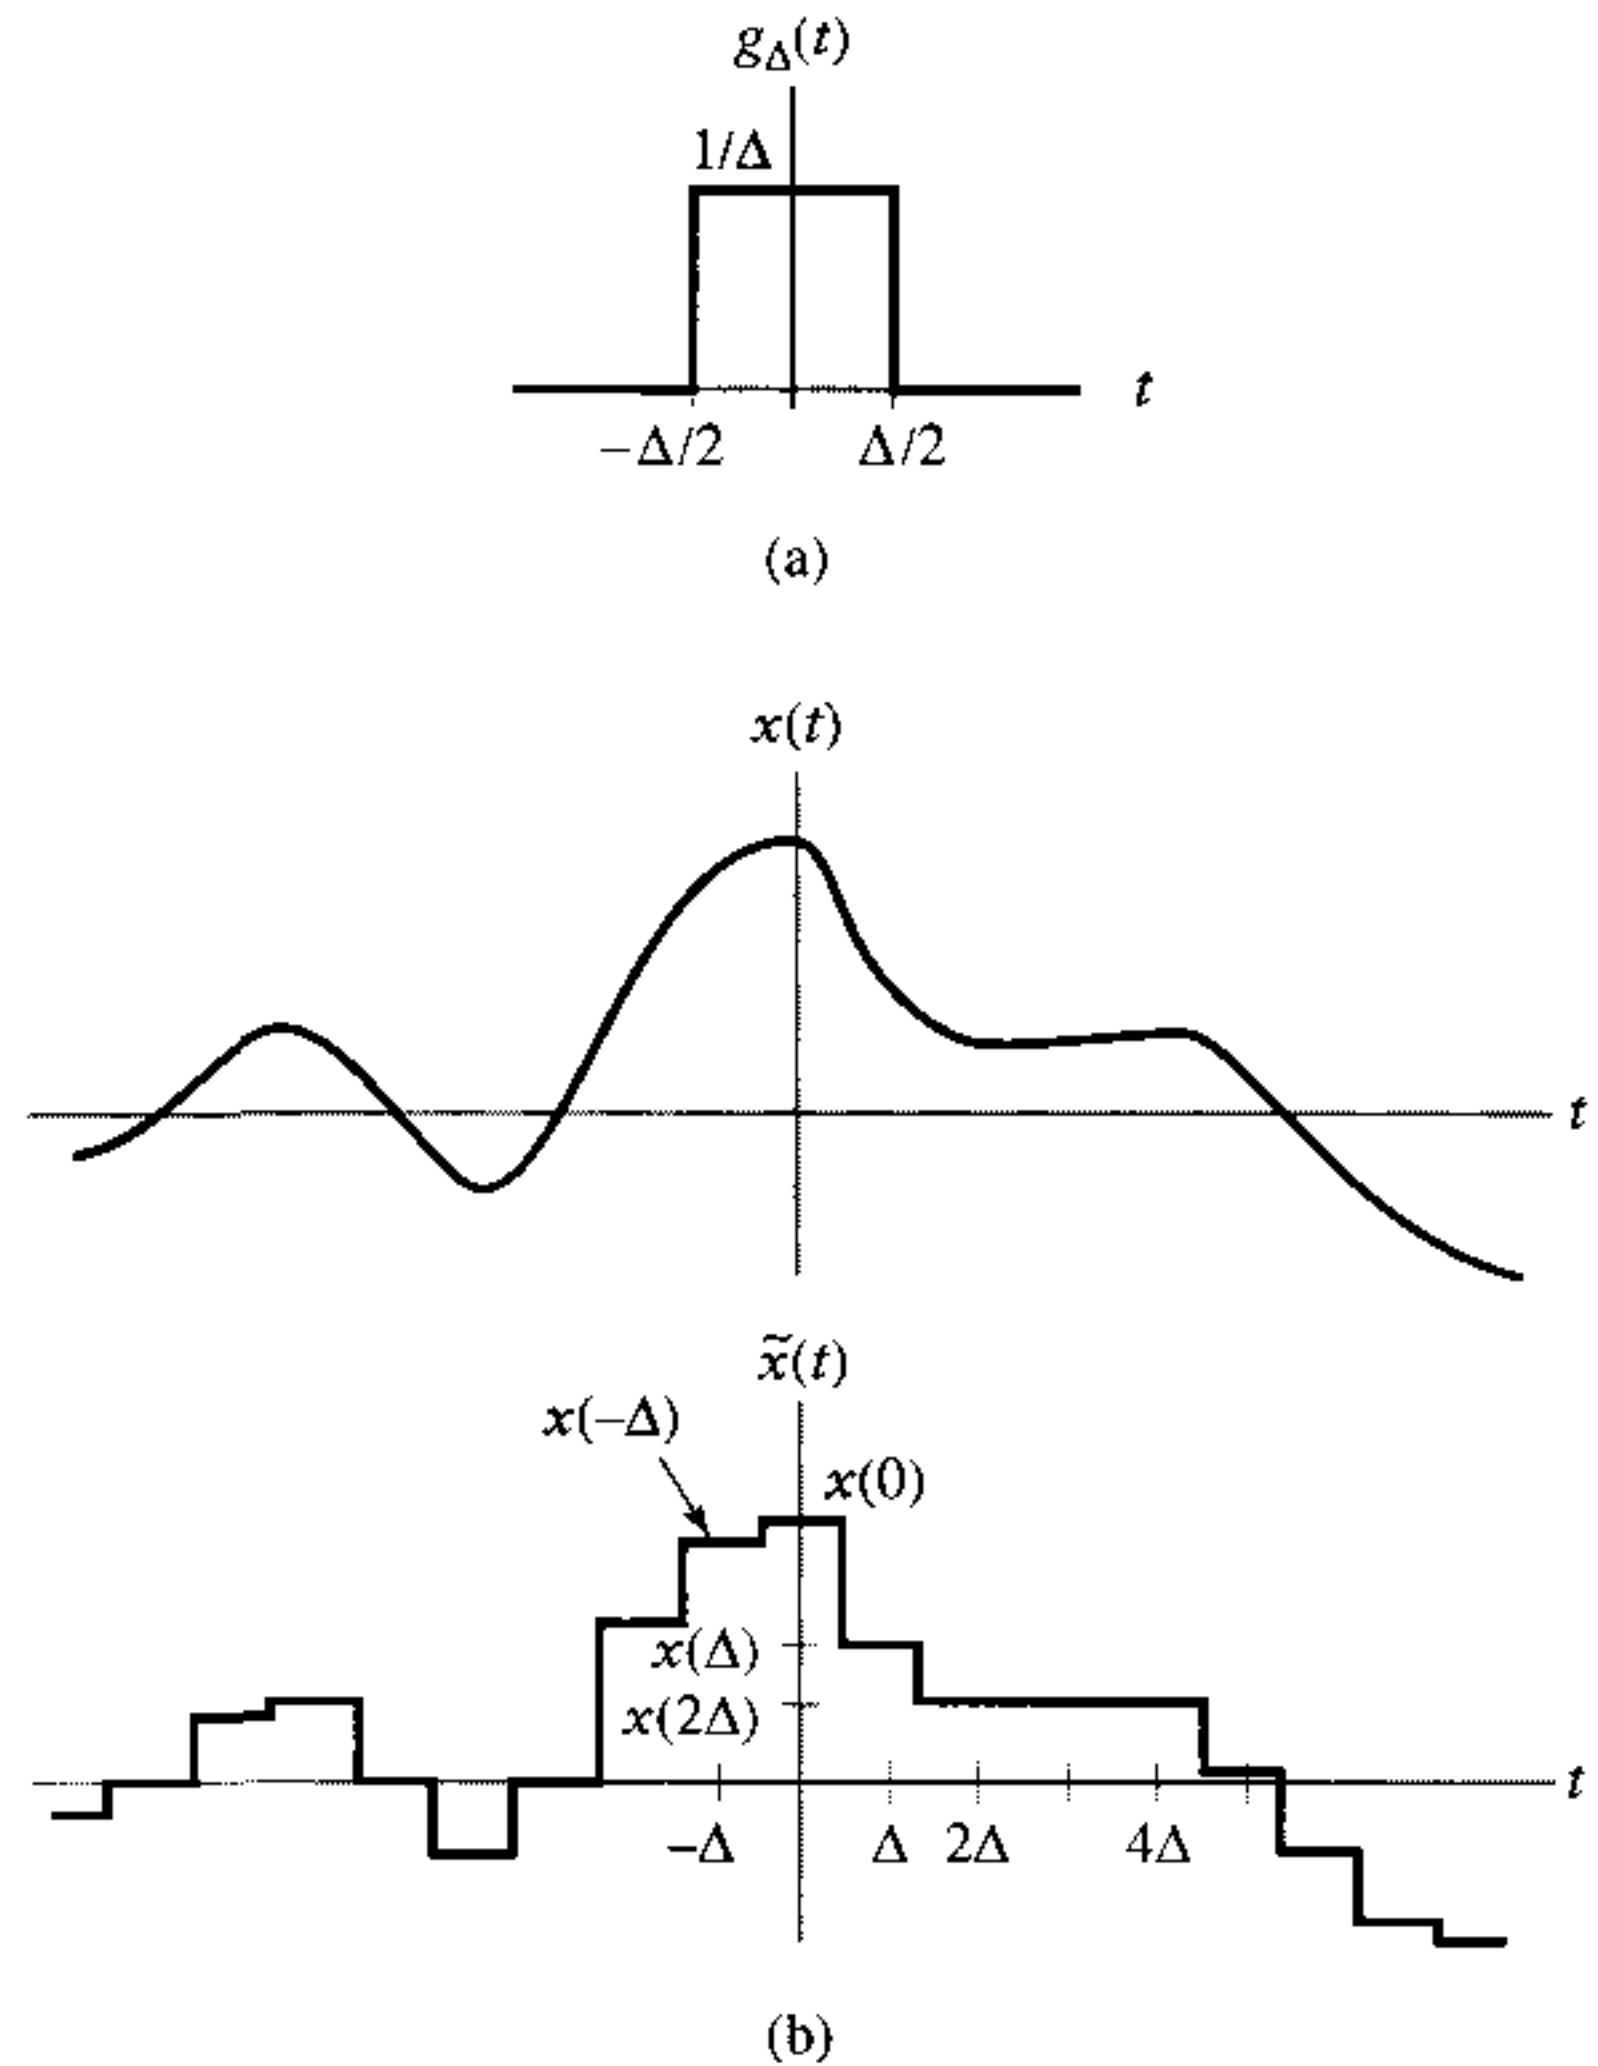 g_Δ(t)
1/Δ
t
−Δ/2 Δ/2
(a)
x(t)
t
x̃(t)
x(−Δ)
x(0)
x(Δ)
x(2Δ)
t
−Δ Δ 2Δ 4Δ
(b)